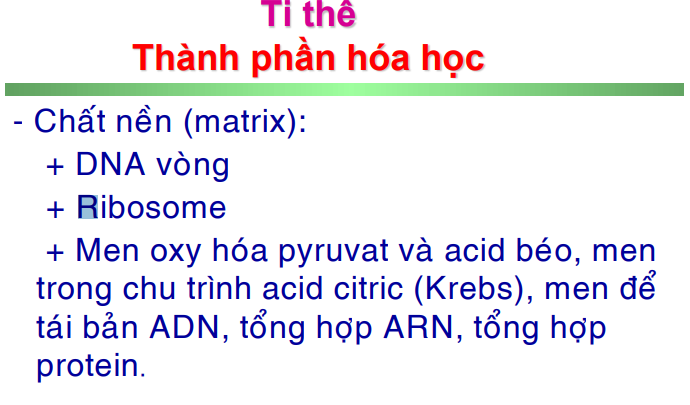 Ti thể
Thành phần hóa học
- Chất nền (matrix):
+ DNA vòng
+ Ribosome
+ Men oxy hóa pyruvat và acid béo, men
trong chu trình acid citric (Krebs), men để
tái bản ADN, tổng hợp ARN, tổng hợp
protein.